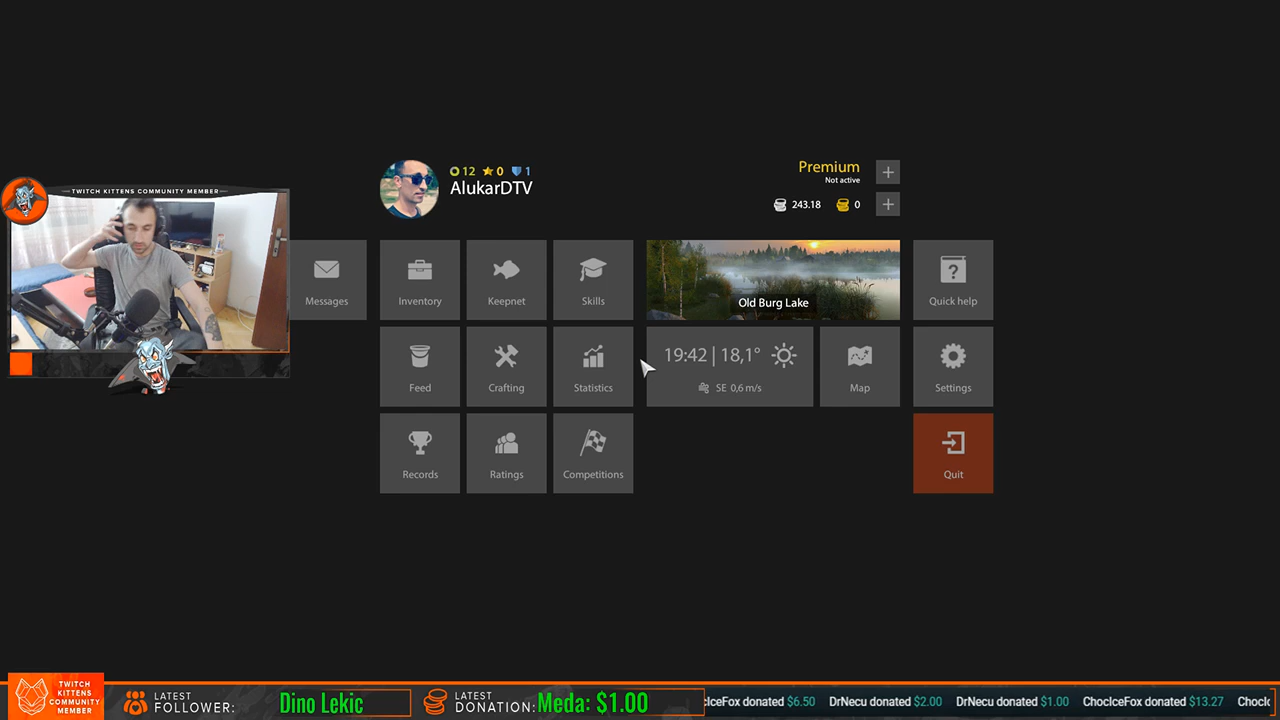 TWITCH KITTENS COMMUNITY MEMBER
12 0 1
AlukarDTV
Premium
Not active
243.18 0
Messages
Inventory
Keepnet
Skills
Old Burg Lake
Quick help
Feed
Crafting
Statistics
19:42 | 18,1°
SE 0,6 m/s
Map
Settings
Records
Ratings
Competitions
Quit
TWITCH
KITTENS
COMMUNITY
MEMBER
LATEST
FOLLOWER:
Dino Lekic
LATEST
DONATION:
Meda: $1.00
cIceFox donated $6.50 DrNecu donated $2.00 DrNecu donated $1.00 ChocIceFox donated $13.27 Choc